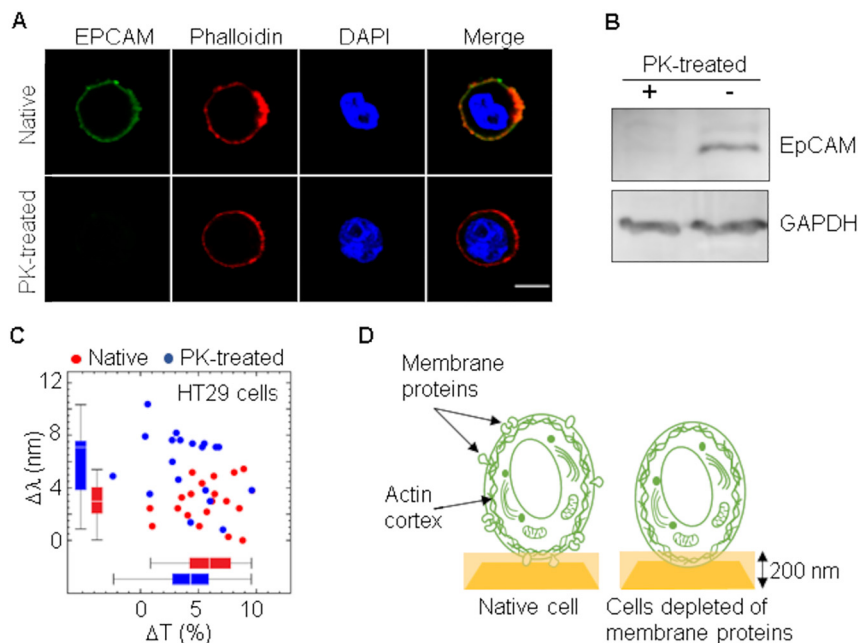 A
EPCAM Phalloidin DAPI Merge
Native
PK-treated
B
PK-treated
+ -
EpCAM
GAPDH
C
Native PK-treated
HT29 cells
12
8
4
0
Δλ (nm)
0 5 10
ΔT (%)
D
Membrane
proteins
Actin
cortex
200 nm
Native cell
Cells depleted of
membrane proteins